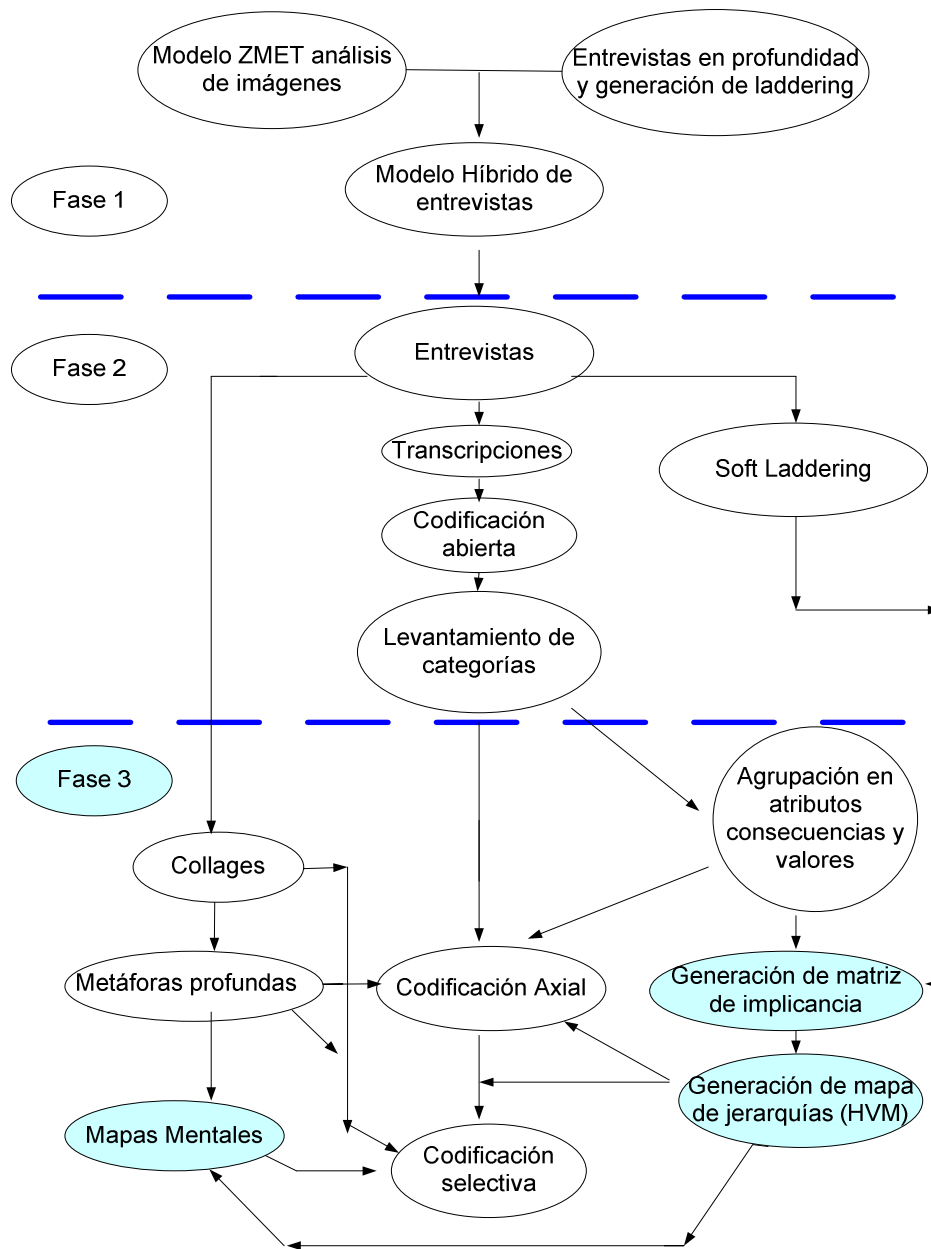 Modelo ZMET análisis
de imágenes
Entrevistas en profundidad
y generación de laddering
Modelo Híbrido de
entrevistas
Fase 1
Fase 2
Entrevistas
Transcripciones
Soft Laddering
Codificación
abierta
Levantamiento de
categorías
Fase 3
Agrupación en
atributos
consecuencias y
valores
Collages
Metáforas profundas
Codificación Axial
Generación de matriz
de implicancia
Generación de mapa
de jerarquías (HVM)
Mapas Mentales
Codificación
selectiva